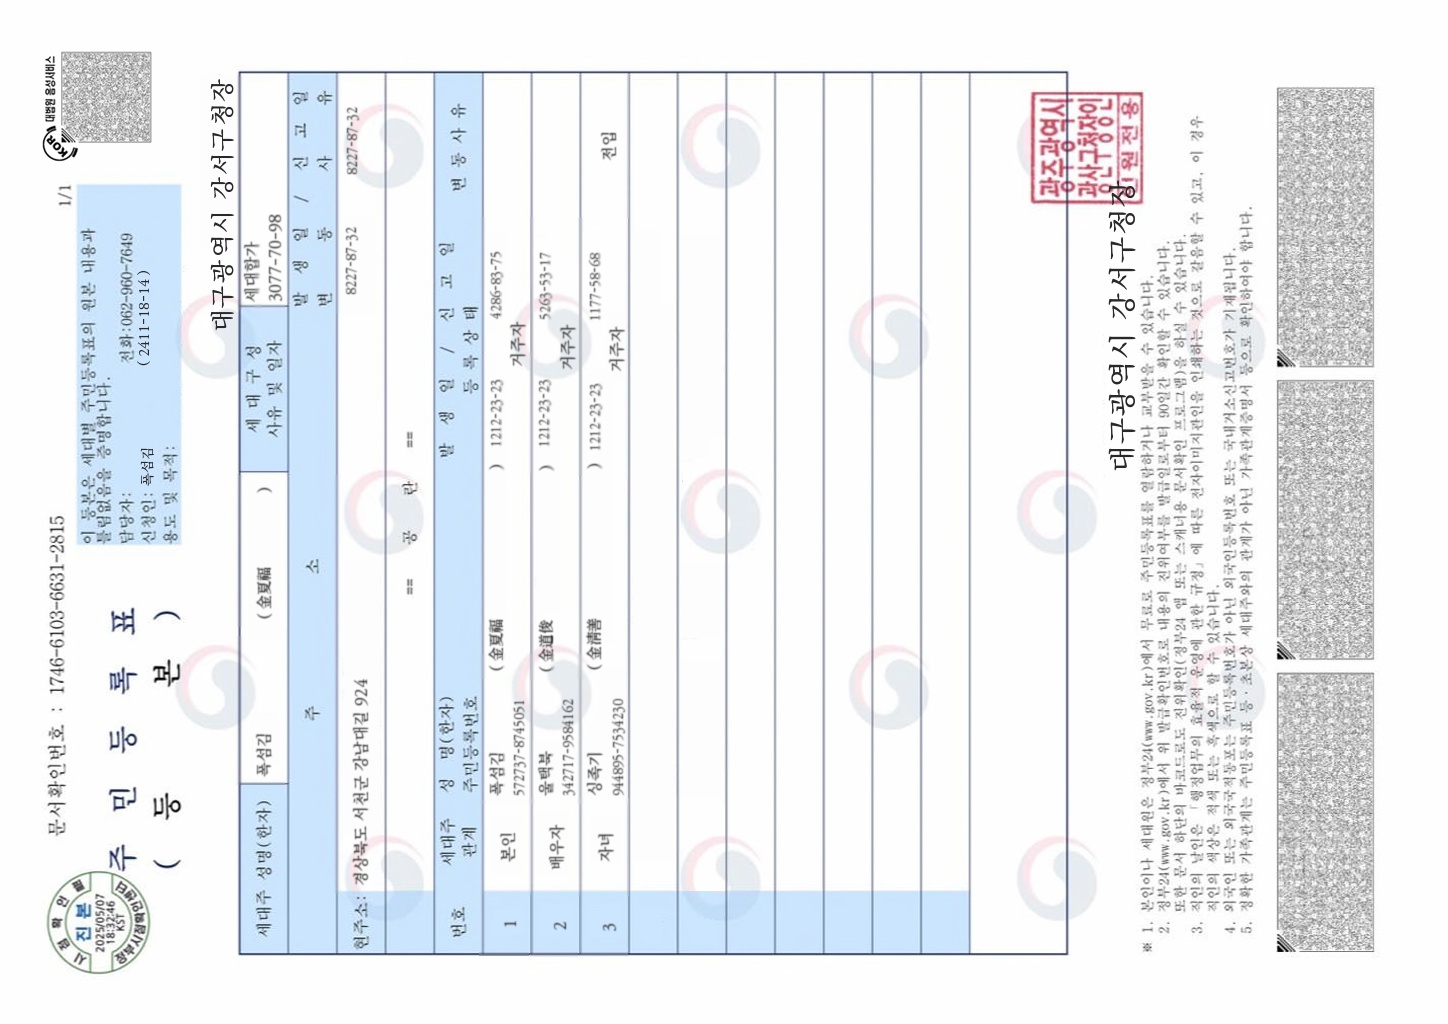 문서확인번호 : 1746-6103-6631-2815
1/1
대법원 음성서비스
KOR
시점확인필
진본
2025/05/07
18:32:46
KST
정부시점확인센터
주 민 등 록 표
( 등 본 )
이 등본은 세대별 주민등록표의 원본 내용과
틀림없음을 증명합니다.
담당자: 전화:062-960-7649
신청인: 폭섬김 ( 2411-18-14 )
용도 및 목적:
대구광역시 강서구청장
세대주 성명(한자) 폭섬김 ( 金夏福 ) 세 대 구 성 사유 및 일자 세대합가 3077-70-98
주 소 발 생 일 / 신 고 일
변 동 사 유
현주소: 경상북도 서천군 강남대길 924 8227-87-32 8227-87-32
== 공 란 ==
번호 세대주 관계 성 명(한자) 주민등록번호 발 생 일 / 신 고 일 등 록 상 태 변 동 사 유
1 본인 폭섬김 ( 金夏福 ) 1212-23-23 4286-83-75
572737-8745051 거주자
2 배우자 울택북 ( 金道俊 ) 1212-23-23 5263-53-17
342717-9584162 거주자
3 자녀 상족기 ( 金清善 ) 1212-23-23 1177-58-68
944895-7534230 거주자 전입
대구광역시 강서구청장
광주광역시
광산구청장이
민원전용
※ 1. 본인이나 세대원은 정부24(www.gov.kr)에서 무료로 주민등록표를 열람하거나 교부받을 수 있습니다.
2. 정부24(www.gov.kr)에서 위 발급확인번호로 내용의 진위여부를 발급일로부터 90일간 확인할 수 있습니다.
또한 문서 하단의 바코드로도 진위확인(정부24 앱 또는 스캐너용 문서확인 프로그램)을 하실 수 있습니다.
3. 직인의 날인은 「행정업무의 효율적 운영에 관한 규정」에 따른 전자이미지관인을 인쇄하는 것으로 갈음할 수 있고, 이 경우
직인의 색상은 적색 또는 흑색으로 할 수 있습니다.
4. 외국인 또는 외국국적동포는 주민등록번호가 아닌 외국인등록번호 또는 국내거소신고번호가 기재됩니다.
5. 정확한 가족관계는 주민등록표 등·초본상 세대주와의 관계가 아닌 가족관계증명서 등으로 확인하여야 합니다.